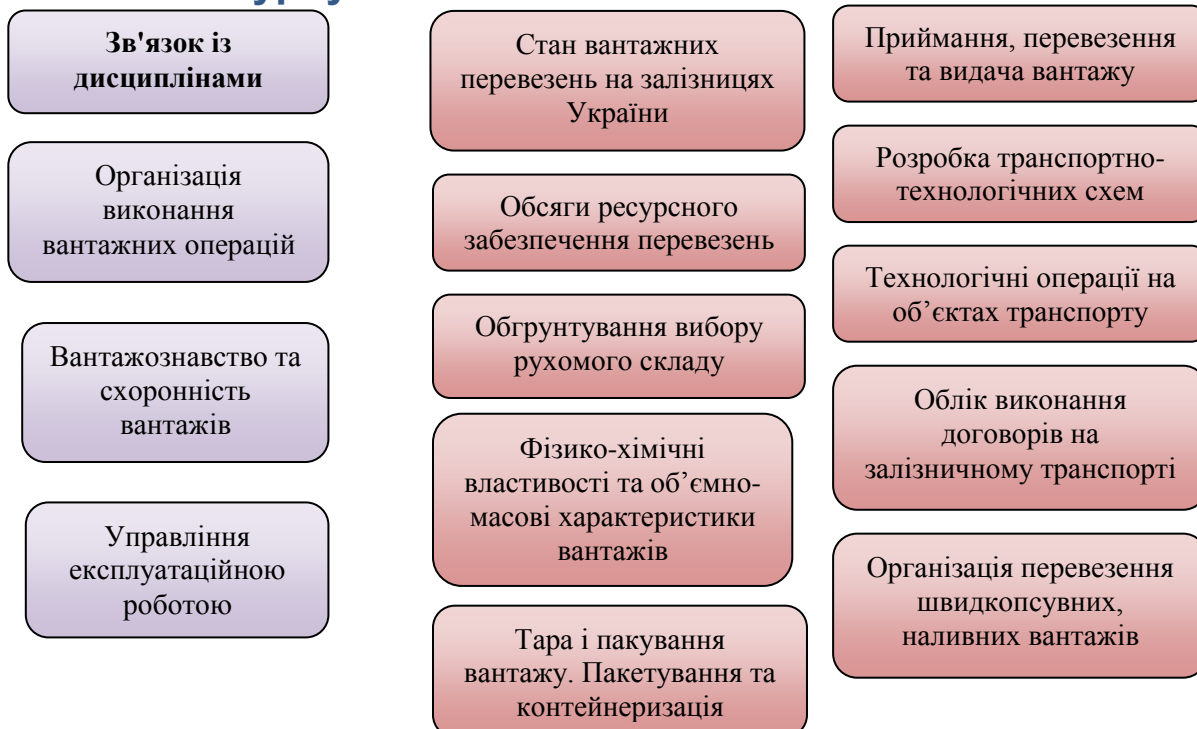 Зв'язок із
дисциплінами
Організація
виконання
вантажних операцій
Вантажознавство та
схоронність
вантажів
Управління
експлуатаційною
роботою
Стан вантажних
перевезень на залізницях
України
Обсяги ресурсного
забезпечення перевезень
Обгрунтування вибору
рухомого складу
Фізико-хімічні
властивості та об’ємно-
масові характеристики
вантажів
Тара і пакування
вантажу. Пакетування та
контейнеризація
Приймання, перевезення
та видача вантажу
Розробка транспортно-
технологічних схем
Технологічні операції на
об’єктах транспорту
Облік виконання
договорів на
залізничному транспорті
Організація перевезення
швидкопсувних,
наливних вантажів